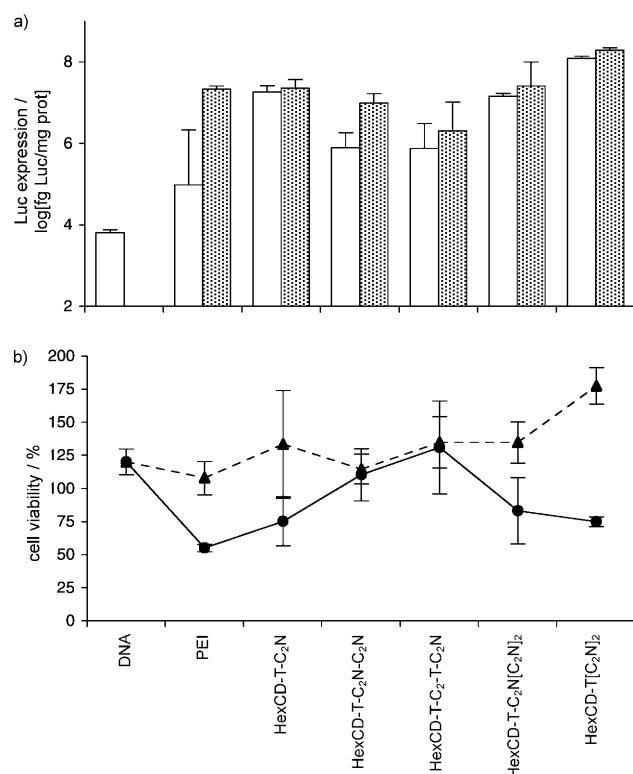 a)
Luc expression /
log[fg Luc/mg prot]
8
6
4
2
b)
cell viability / %
200
175
150
125
100
75
50
25
0
DNA
PEI
HexCD-T-C₂N
HexCD-T-C₂N-C₂N
HexCD-T-C₂-T-C₂N
HexCD-T-C₂N[C₂N]₂
HexCD-T[C₂N]₂